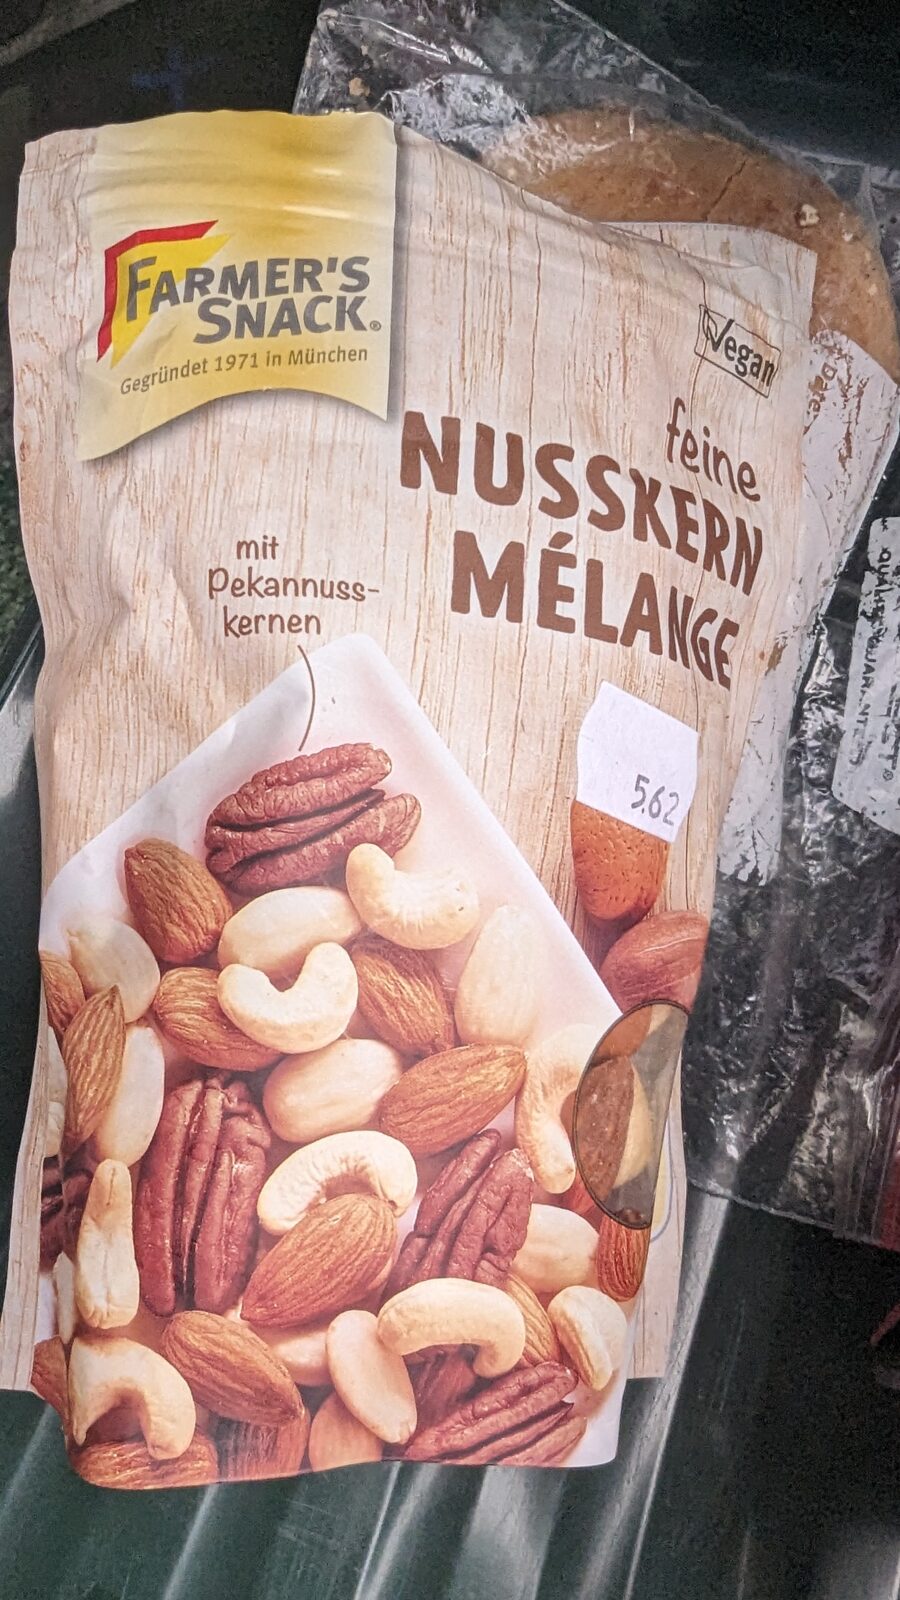 FARMER'S
SNACK®
Gegründet 1971 in München
Vegan
feine
NUSSKERN
MÉLANGE
mit
Pekannuss-
kernen
5.62